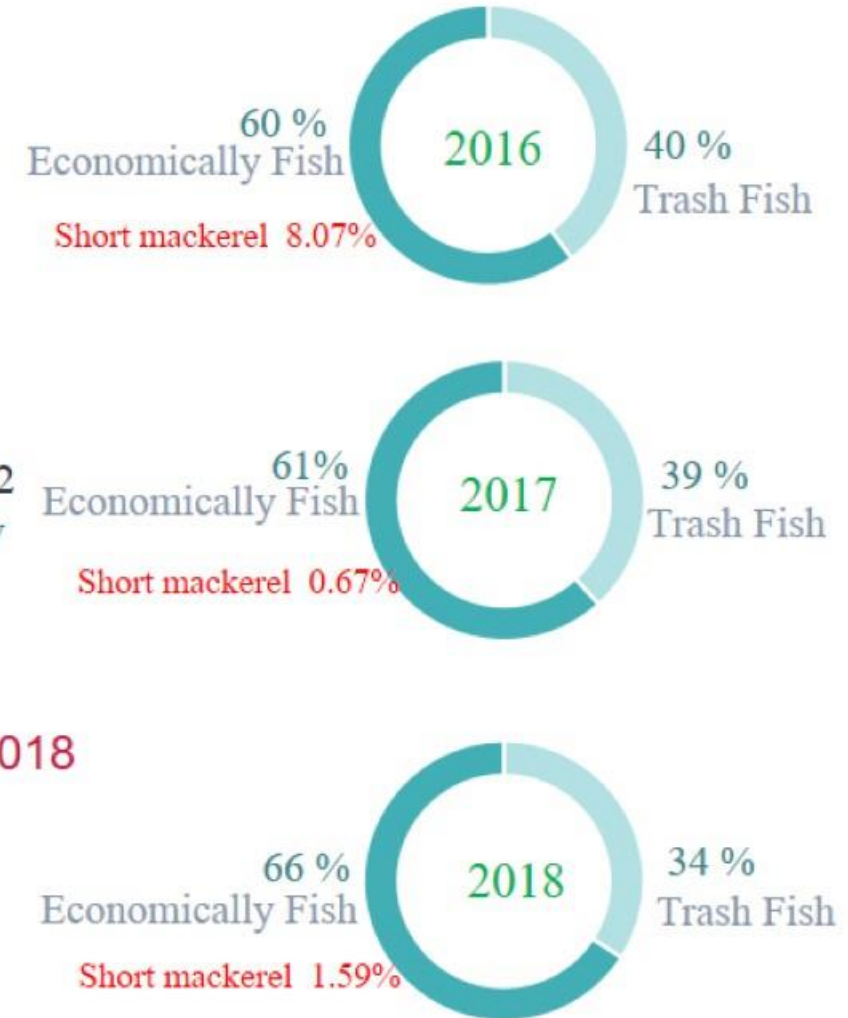 60 %
Economically Fish
Short mackerel 8.07%
2016
40 %
Trash Fish
2
61%
Economically Fish
Short mackerel 0.67%
2017
39 %
Trash Fish
018
66 %
Economically Fish
Short mackerel 1.59%
2018
34 %
Trash Fish